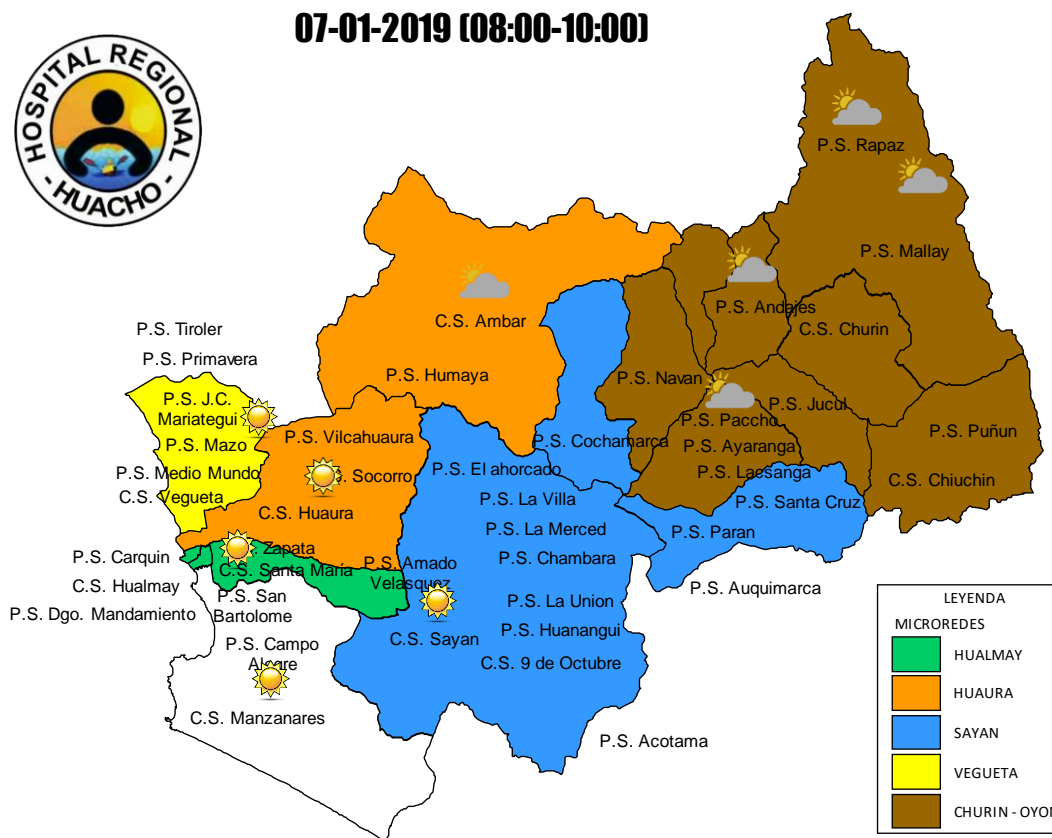 07-01-2019 (08:00-10:00)
HOSPITAL REGIONAL
- HUACHO -
P.S. Rapaz
P.S. Mallay
P.S. Andajes
C.S. Churin
C.S. Ambar
P.S. Tiroler
P.S. Primavera
P.S. Humaya
P.S. Navan
P.S. J.C.
Mariategui
P.S. Jucul
P.S. Paccho
P.S. Puñun
P.S. Vilcahuaura
P.S. Mazo
P.S. Cochamarca
P.S. Ayaranga
P.S. El ahorcado
P.S. Medio Mundo
S. Socorro
P.S. Lacsanga
C.S. Chiuchin
C.S. Vegueta
P.S. La Villa
P.S. Santa Cruz
C.S. Huaura
P.S. La Merced
P.S. Paran
Zapata
P.S. Carquin
P.S. Chambara
P.S. Amado
Velasquez
C.S. Santa María
C.S. Hualmay
P.S. Auquimarca
P.S. San
Bartolome
P.S. La Union
P.S. Dgo. Mandamiento
P.S. Huanangui
C.S. Sayan
P.S. Campo
Alegre
C.S. 9 de Octubre
C.S. Manzanares
P.S. Acotama
LEYENDA
MICROREDES
HUALMAY
HUAURA
SAYAN
VEGUETA
CHURIN - OYON